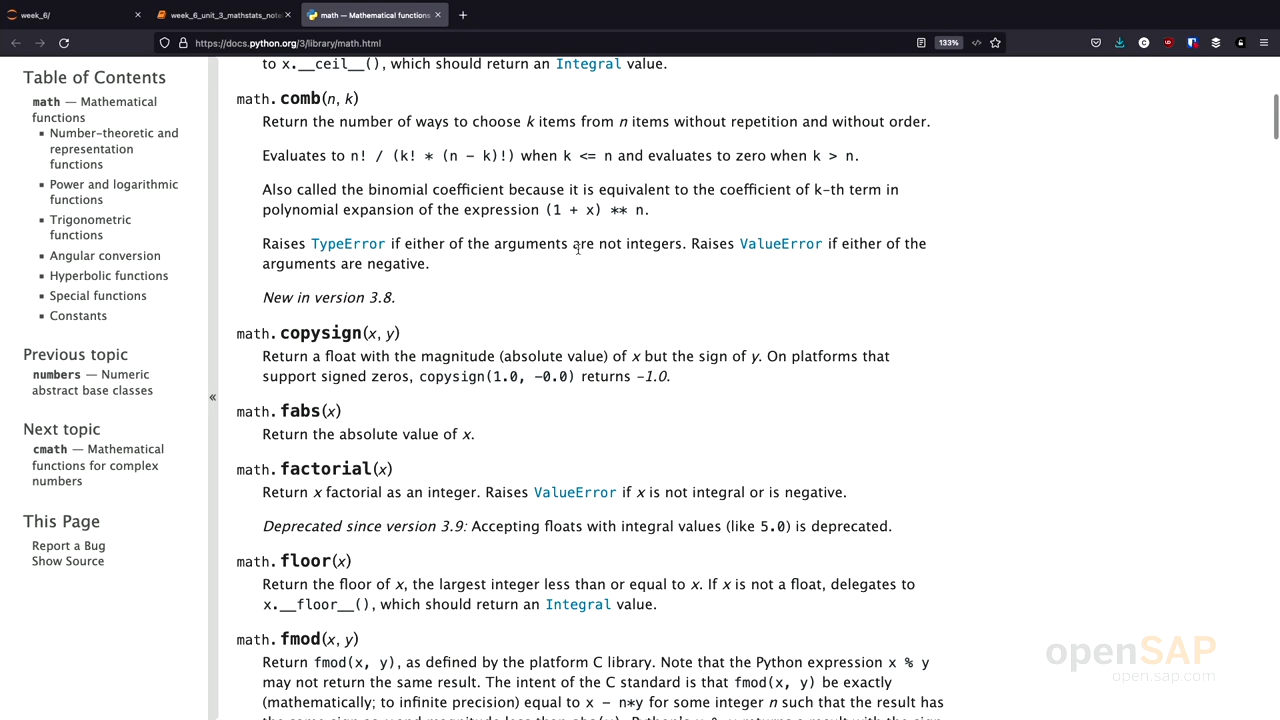 week_6/
week_6_unit_3_mathstats_note
math — Mathematical functions
https://docs.python.org/3/library/math.html
133%
Table of Contents
math — Mathematical
functions
Number-theoretic and
representation
functions
Power and logarithmic
functions
Trigonometric
functions
Angular conversion
Hyperbolic functions
Special functions
Constants
Previous topic
numbers — Numeric
abstract base classes
Next topic
cmath — Mathematical
functions for complex
numbers
This Page
Report a Bug
Show Source
«
to x.__ceil__(), which should return an Integral value.
math.comb(n, k)
Return the number of ways to choose k items from n items without repetition and without order.
Evaluates to n! / (k! * (n - k)!) when k <= n and evaluates to zero when k > n.
Also called the binomial coefficient because it is equivalent to the coefficient of k-th term in
polynomial expansion of the expression (1 + x) ** n.
Raises TypeError if either of the arguments are not integers. Raises ValueError if either of the
arguments are negative.
New in version 3.8.
math.copysign(x, y)
Return a float with the magnitude (absolute value) of x but the sign of y. On platforms that
support signed zeros, copysign(1.0, -0.0) returns -1.0.
math.fabs(x)
Return the absolute value of x.
math.factorial(x)
Return x factorial as an integer. Raises ValueError if x is not integral or is negative.
Deprecated since version 3.9: Accepting floats with integral values (like 5.0) is deprecated.
math.floor(x)
Return the floor of x, the largest integer less than or equal to x. If x is not a float, delegates to
x.__floor__(), which should return an Integral value.
math.fmod(x, y)
Return fmod(x, y), as defined by the platform C library. Note that the Python expression x % y
may not return the same result. The intent of the C standard is that fmod(x, y) be exactly
(mathematically; to infinite precision) equal to x - n*y for some integer n such that the result has
openSAP
open.sap.com